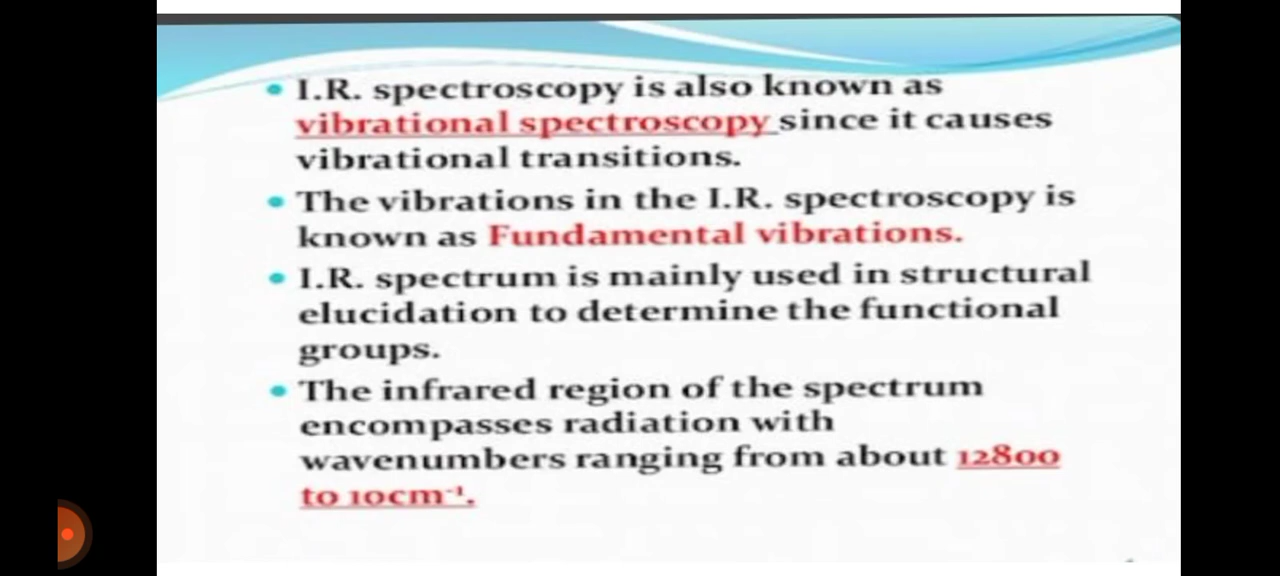 • I.R. spectroscopy is also known as
vibrational spectroscopy since it causes
vibrational transitions.
• The vibrations in the I.R. spectroscopy is
known as Fundamental vibrations.
• I.R. spectrum is mainly used in structural
elucidation to determine the functional
groups.
• The infrared region of the spectrum
encompasses radiation with
wavenumbers ranging from about 12800
to 10cm⁻¹.